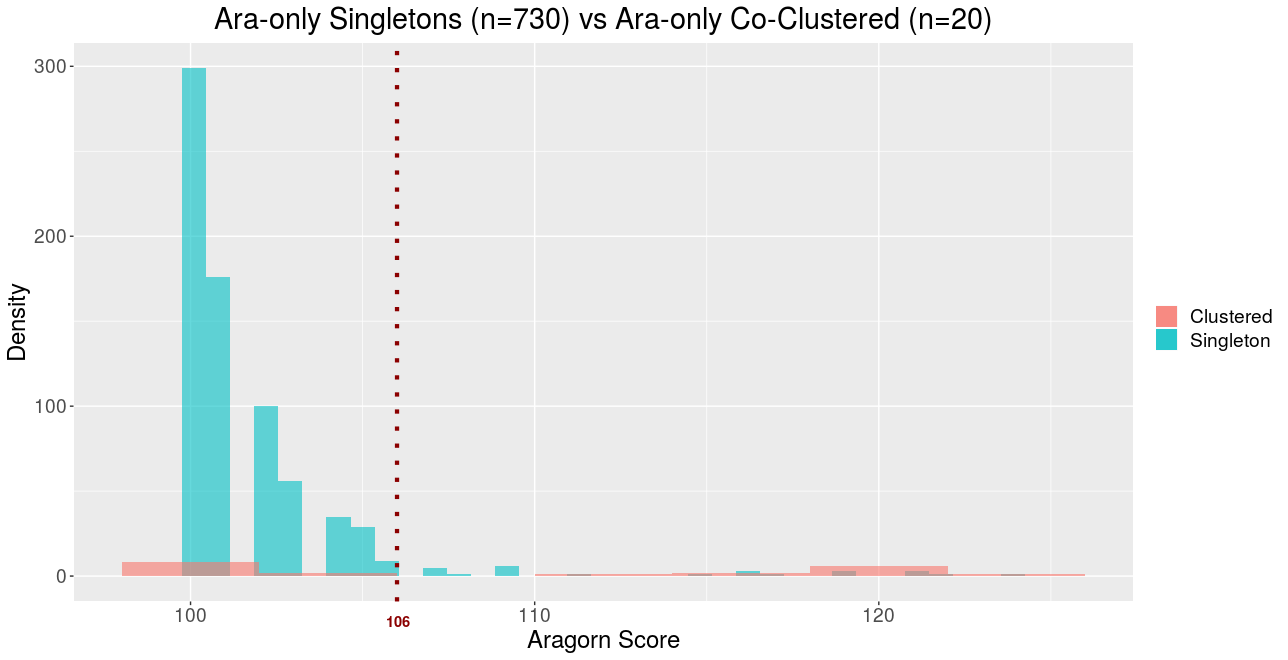 Ara-only Singletons (n=730) vs Ara-only Co-Clustered (n=20)
300
200
100
0
Density
100
106
110
120
Aragorn Score
Clustered
Singleton